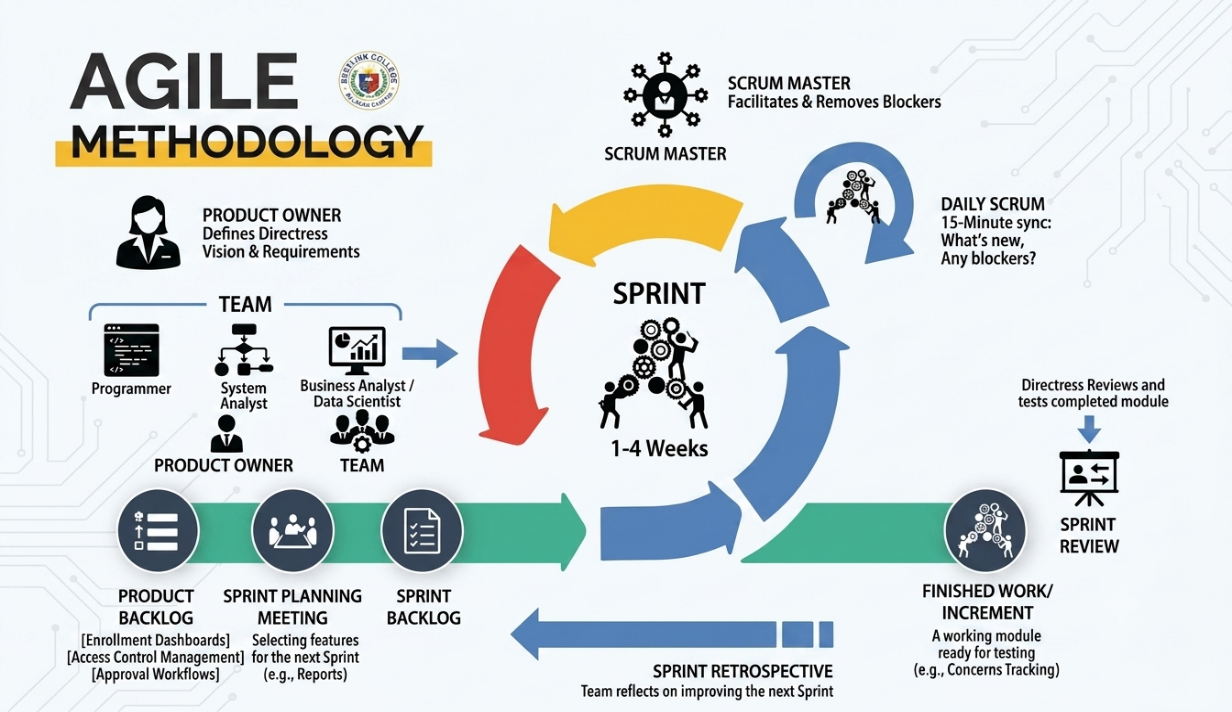 AGILE
METHODOLOGY
BESTLINK COLLEGE
SCRUM MASTER
Facilitates & Removes Blockers
SCRUM MASTER
PRODUCT OWNER
Defines Directress
Vision & Requirements
DAILY SCRUM
15-Minute sync:
What's new,
Any blockers?
TEAM
Programmer
System
Analyst
Business Analyst /
Data Scientist
PRODUCT OWNER
TEAM
SPRINT
1-4 Weeks
Directress Reviews and
tests completed module
SPRINT
REVIEW
PRODUCT
BACKLOG
[Enrollment Dashboards]
[Access Control Management]
[Approval Workflows]
SPRINT PLANNING
MEETING
Selecting features
for the next Sprint
(e.g., Reports)
SPRINT
BACKLOG
FINISHED WORK/
INCREMENT
A working module
ready for testing
(e.g., Concerns Tracking)
SPRINT RETROSPECTIVE
Team reflects on improving the next Sprint